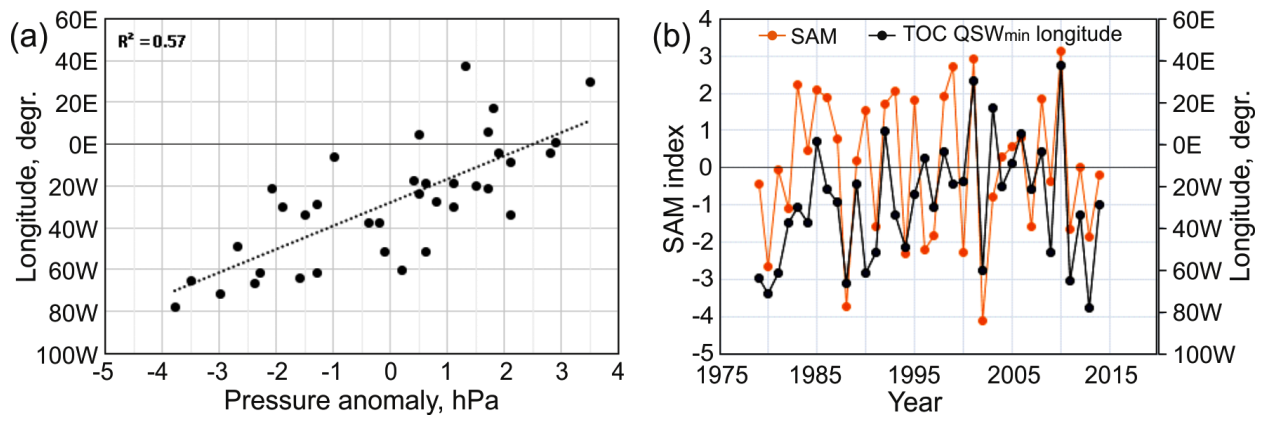 (a)
R² = 0.57
60E
40E
20E
0E
20W
40W
60W
80W
100W
Longitude, degr.
-5 -4 -3 -2 -1 0 1 2 3 4
Pressure anomaly, hPa
(b)
SAM TOC QSWmin longitude
4
3
2
1
0
-1
-2
-3
-4
-5
SAM index
60E
40E
20E
0E
20W
40W
60W
80W
100W
Longitude, degr.
1975 1985 1995 2005 2015
Year